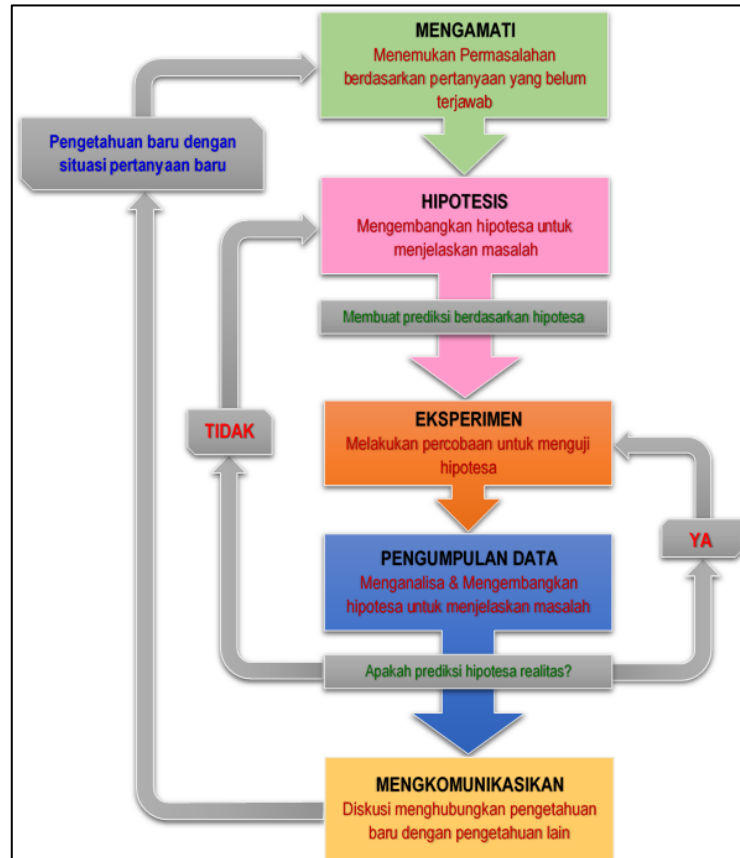 MENGAMATI
Menemukan Permasalahan
berdasarkan pertanyaan yang belum
terjawab
Pengetahuan baru dengan
situasi pertanyaan baru
HIPOTESIS
Mengembangkan hipotesa untuk
menjelaskan masalah
Membuat prediksi berdasarkan hipotesa
EKSPERIMEN
Melakukan percobaan untuk menguji
hipotesa
TIDAK
YA
PENGUMPULAN DATA
Menganalisa & Mengembangkan
hipotesa untuk menjelaskan masalah
Apakah prediksi hipotesa realitas?
MENGKOMUNIKASIKAN
Diskusi menghubungkan pengetahuan
baru dengan pengetahuan lain